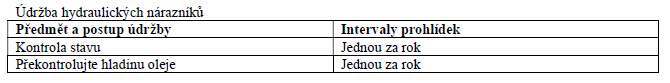 Údržba hydraulických nárazníků
Předmět a postup údržby Intervaly prohlídek
Kontrola stavu Jednou za rok
Překontrolujte hladinu oleje Jednou za rok